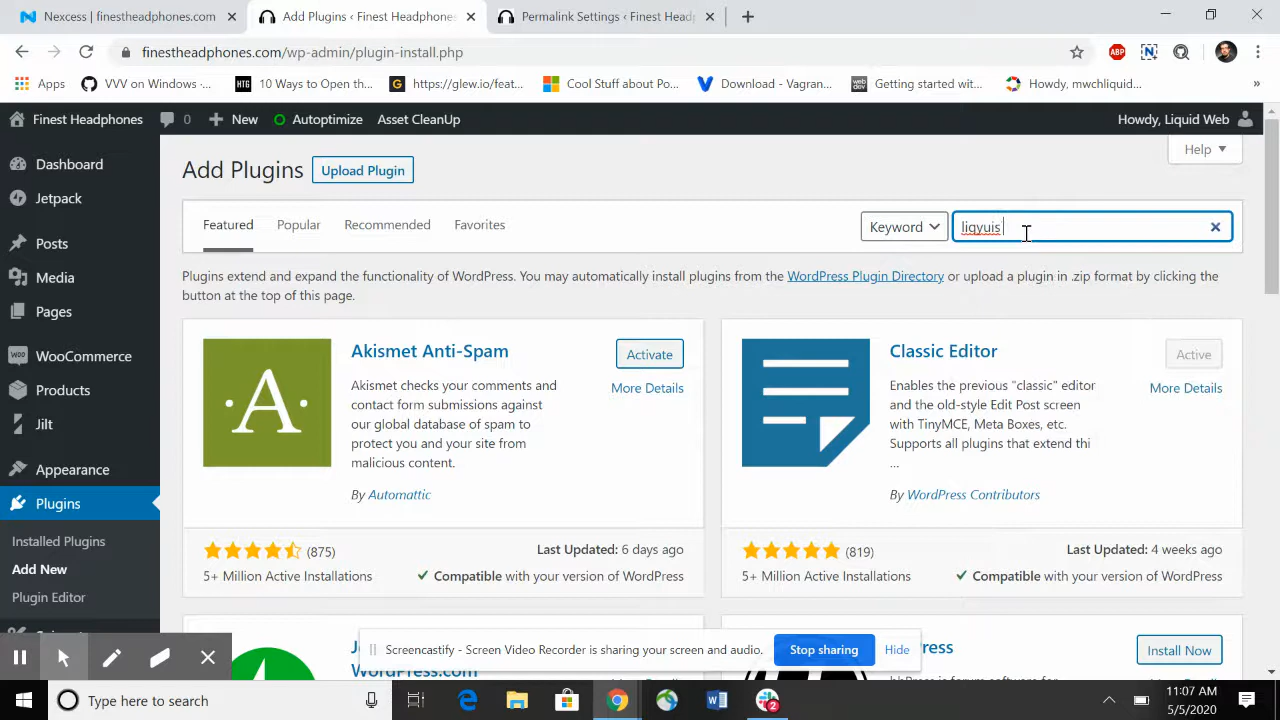 Nexcess | finestheadphones.com
Add Plugins ‹ Finest Headphones
Permalink Settings ‹ Finest Head
finestheadphones.com/wp-admin/plugin-install.php
ABP
Apps
VVV on Windows -...
HTG
10 Ways to Open th...
https://glew.io/feat...
Cool Stuff about Po...
Download - Vagran...
Getting started wit...
Howdy, mwchliquid...
»
Finest Headphones
0
New
Autoptimize
Asset CleanUp
Howdy, Liquid Web
Dashboard
Jetpack
Posts
Media
Pages
WooCommerce
Products
Jilt
Appearance
Plugins
Installed Plugins
Add New
Plugin Editor
Help
Add Plugins
Upload Plugin
Featured
Popular
Recommended
Favorites
Keyword
liqyuis
Plugins extend and expand the functionality of WordPress. You may automatically install plugins from the WordPress Plugin Directory or upload a plugin in .zip format by clicking the
button at the top of this page.
A
Akismet Anti-Spam
Activate
More Details
Akismet checks your comments and
contact form submissions against
our global database of spam to
protect you and your site from
malicious content.
By Automattic
(875)
Last Updated: 6 days ago
5+ Million Active Installations
Compatible with your version of WordPress
Classic Editor
Active
More Details
Enables the previous "classic" editor
and the old-style Edit Post screen
with TinyMCE, Meta Boxes, etc.
Supports all plugins that extend thi
...
By WordPress Contributors
(819)
Last Updated: 4 weeks ago
5+ Million Active Installations
Compatible with your version of WordPress
WordPress.com
Install Now
Screencastify - Screen Video Recorder is sharing your screen and audio.
Stop sharing
Hide
Type here to search
2
11:07 AM
5/5/2020